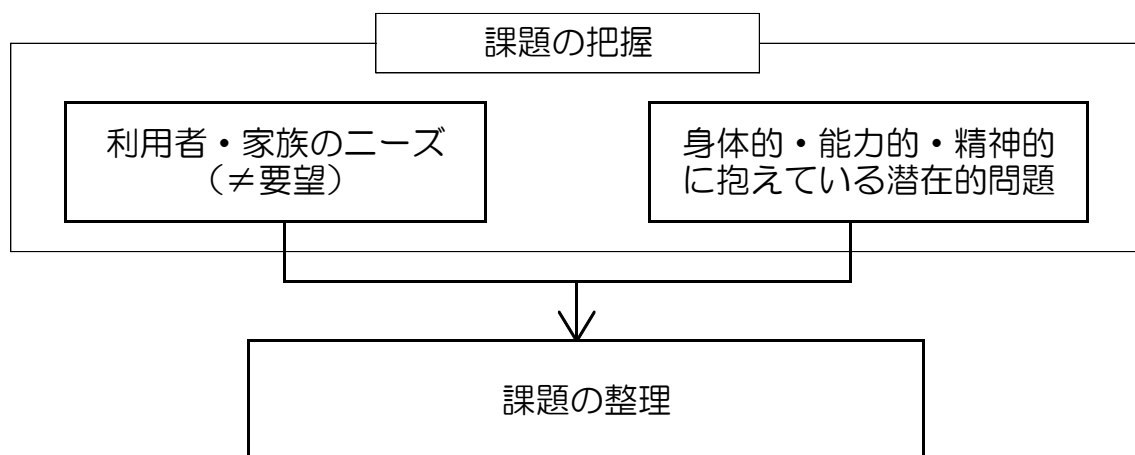 課題の把握
利用者・家族のニーズ
（≠要望）
身体的・能力的・精神的
に抱えている潜在的問題
課題の整理